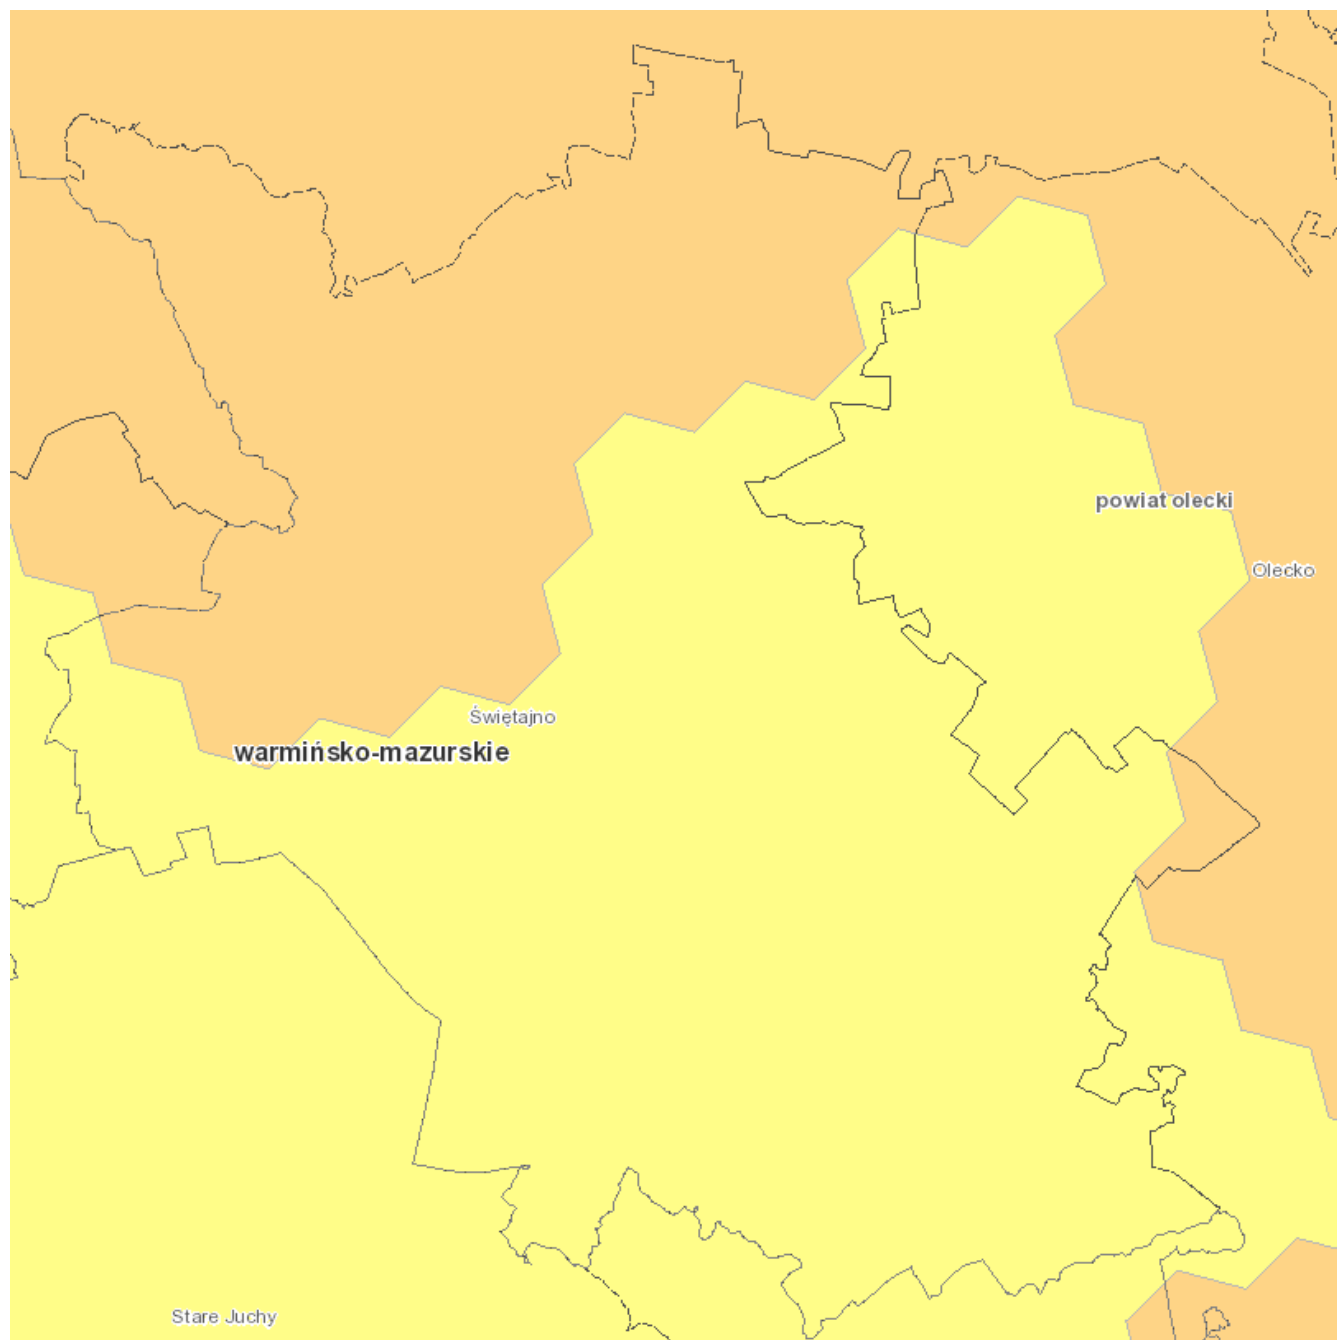 powiat olecki
Olecko
Świętajno
warmińsko-mazurskie
Stare Juchy